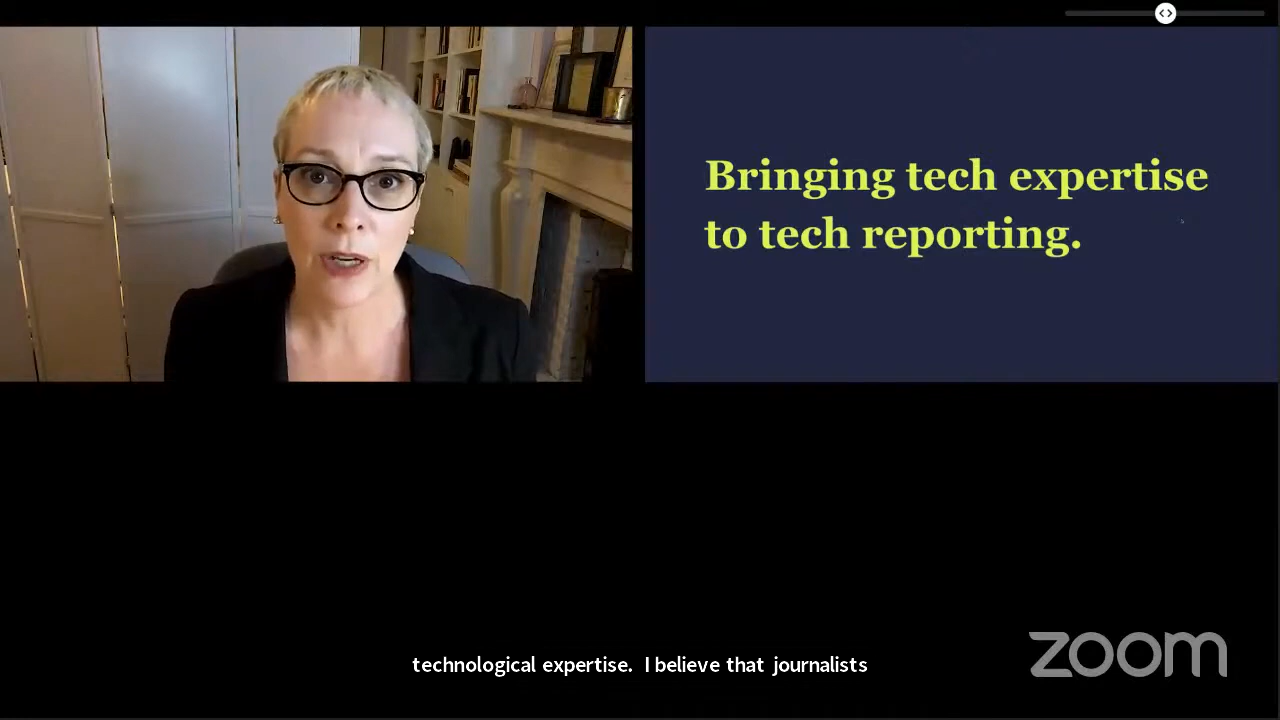 Bringing tech expertise
to tech reporting.
technological expertise. I believe that journalists
zoom